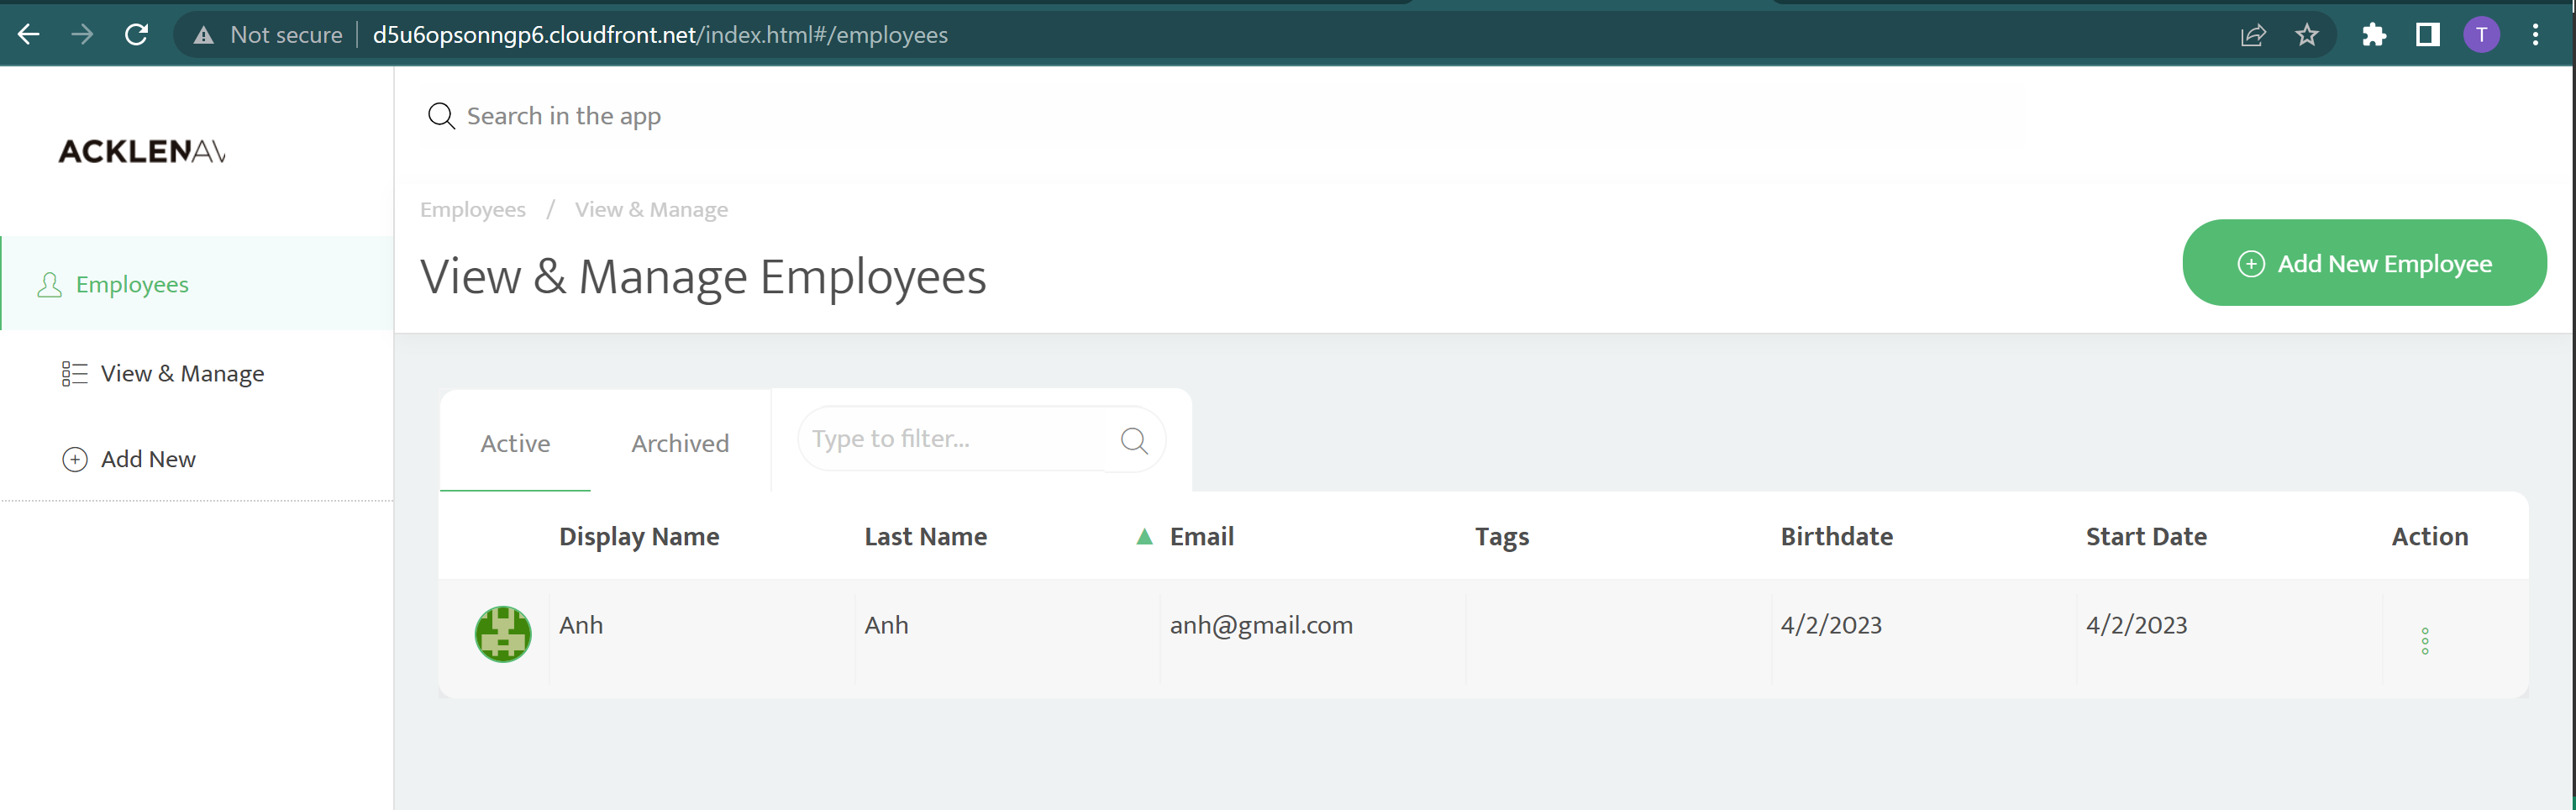 Not secure d5u6opsonngp6.cloudfront.net/index.html#/employees
T
ACKLENAV
Search in the app
Employees / View & Manage
View & Manage Employees
Add New Employee
Employees
View & Manage
Add New
Active Archived Type to filter...
Display Name Last Name ▲ Email Tags Birthdate Start Date Action
Anh Anh anh@gmail.com 4/2/2023 4/2/2023